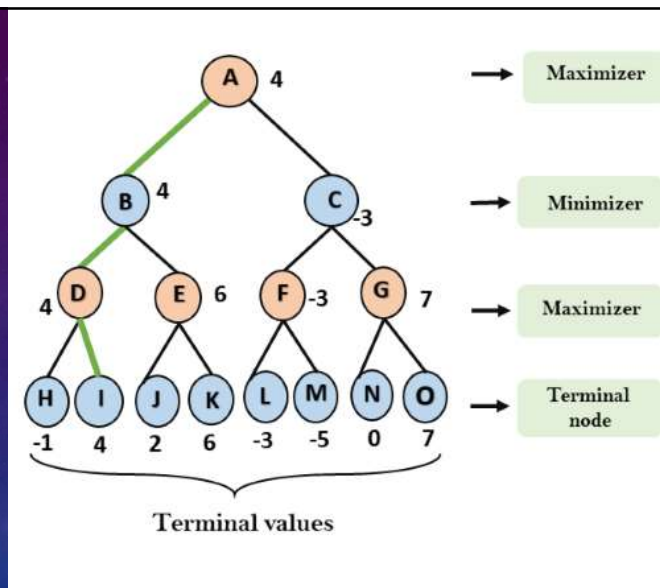 A 4
Maximizer
B 4
C -3
Minimizer
D 4
E 6
F -3
G 7
Maximizer
H I J K L M N O
Terminal
node
-1 4 2 6 -3 -5 0 7
Terminal values